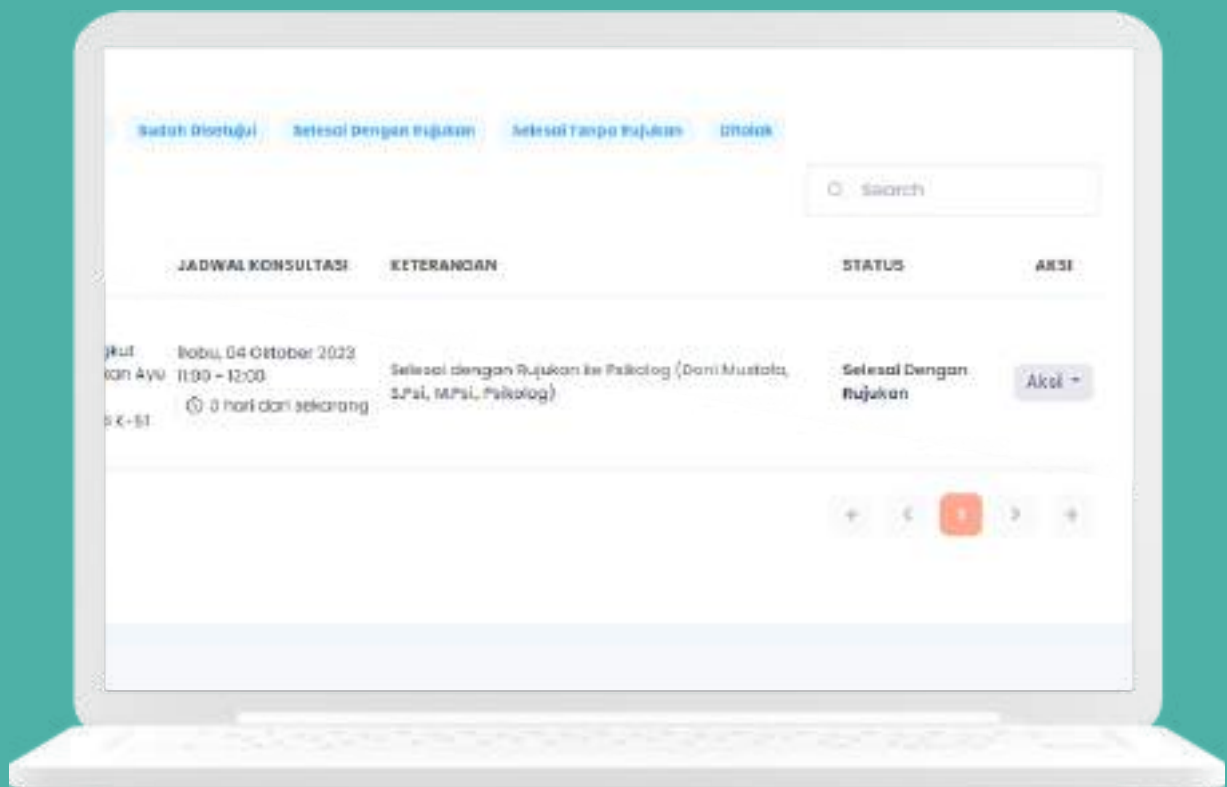 Sudah Disetujui Selesai Dengan Rujukan Selesai Tanpa Rujukan Ditolak
Search
JADWAL KONSULTASI KETERANGAN STATUS AKSI
Rabu, 04 Oktober 2023
11:00 - 12:00
hari dari sekarang
Selesai dengan Rujukan ke Psikolog (Doni Mustofa,
S.Psi, M.Psi, Psikolog)
Selesai Dengan
Rujukan
Aksi
1